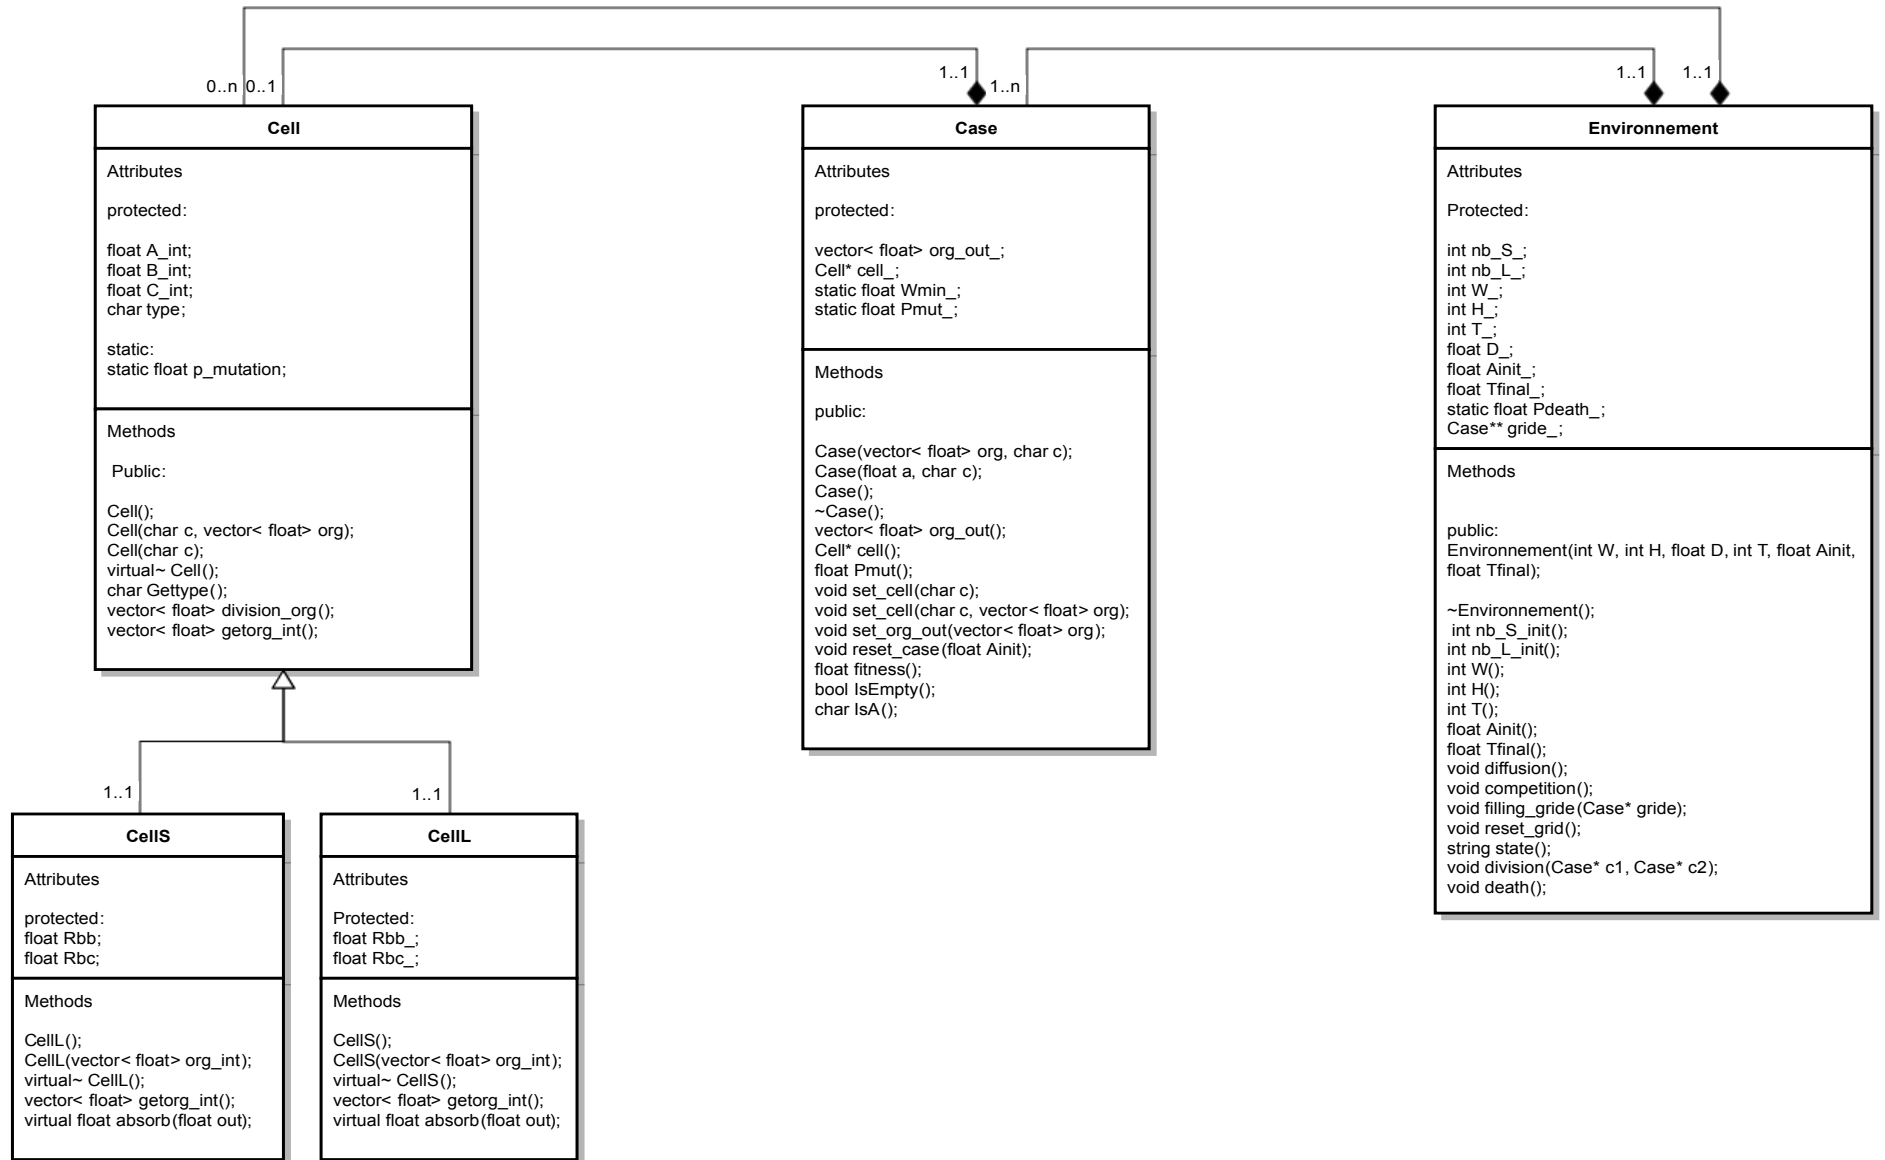 0..n
0..1
1..1
1..n
1..1
1..1
Cell
Attributes
protected:
float A_int;
float B_int;
float C_int;
char type;
static:
static float p_mutation;
Methods
Public:
Cell();
Cell(char c, vector< float> org);
Cell(char c);
virtual~ Cell();
char Gettype();
vector< float> division_org();
vector< float> getorg_int();
Case
Attributes
protected:
vector< float> org_out_;
Cell* cell_;
static float Wmin_;
static float Pmut_;
Methods
public:
Case(vector< float> org, char c);
Case(float a, char c);
Case();
~Case();
vector< float> org_out();
Cell* cell();
float Pmut();
void set_cell(char c);
void set_cell(char c, vector< float> org);
void set_org_out(vector< float> org);
void reset_case(float Ainit);
float fitness();
bool IsEmpty();
char IsA();
Environnement
Attributes
Protected:
int nb_S_;
int nb_L_;
int W_;
int H_;
int T_;
float D_;
float Ainit_;
float Tfinal_;
static float Pdeath_;
Case** gride_;
Methods
public:
Environnement(int W, int H, float D, int T, float Ainit,
float Tfinal);
~Environnement();
int nb_S_init();
int nb_L_init();
int W();
int H();
int T();
float Ainit();
float Tfinal();
void diffusion();
void competition();
void filling_gride(Case* gride);
void reset_grid();
string state();
void division(Case* c1, Case* c2);
void death();
1..1
1..1
CellS
Attributes
protected:
float Rbb;
float Rbc;
Methods
CellL();
CellL(vector< float> org_int);
virtual~ CellL();
vector< float> getorg_int();
virtual float absorb(float out);
CellL
Attributes
Protected:
float Rbb_;
float Rbc_;
Methods
CellS();
CellS(vector< float> org_int);
virtual~ CellS();
vector< float> getorg_int();
virtual float absorb(float out);